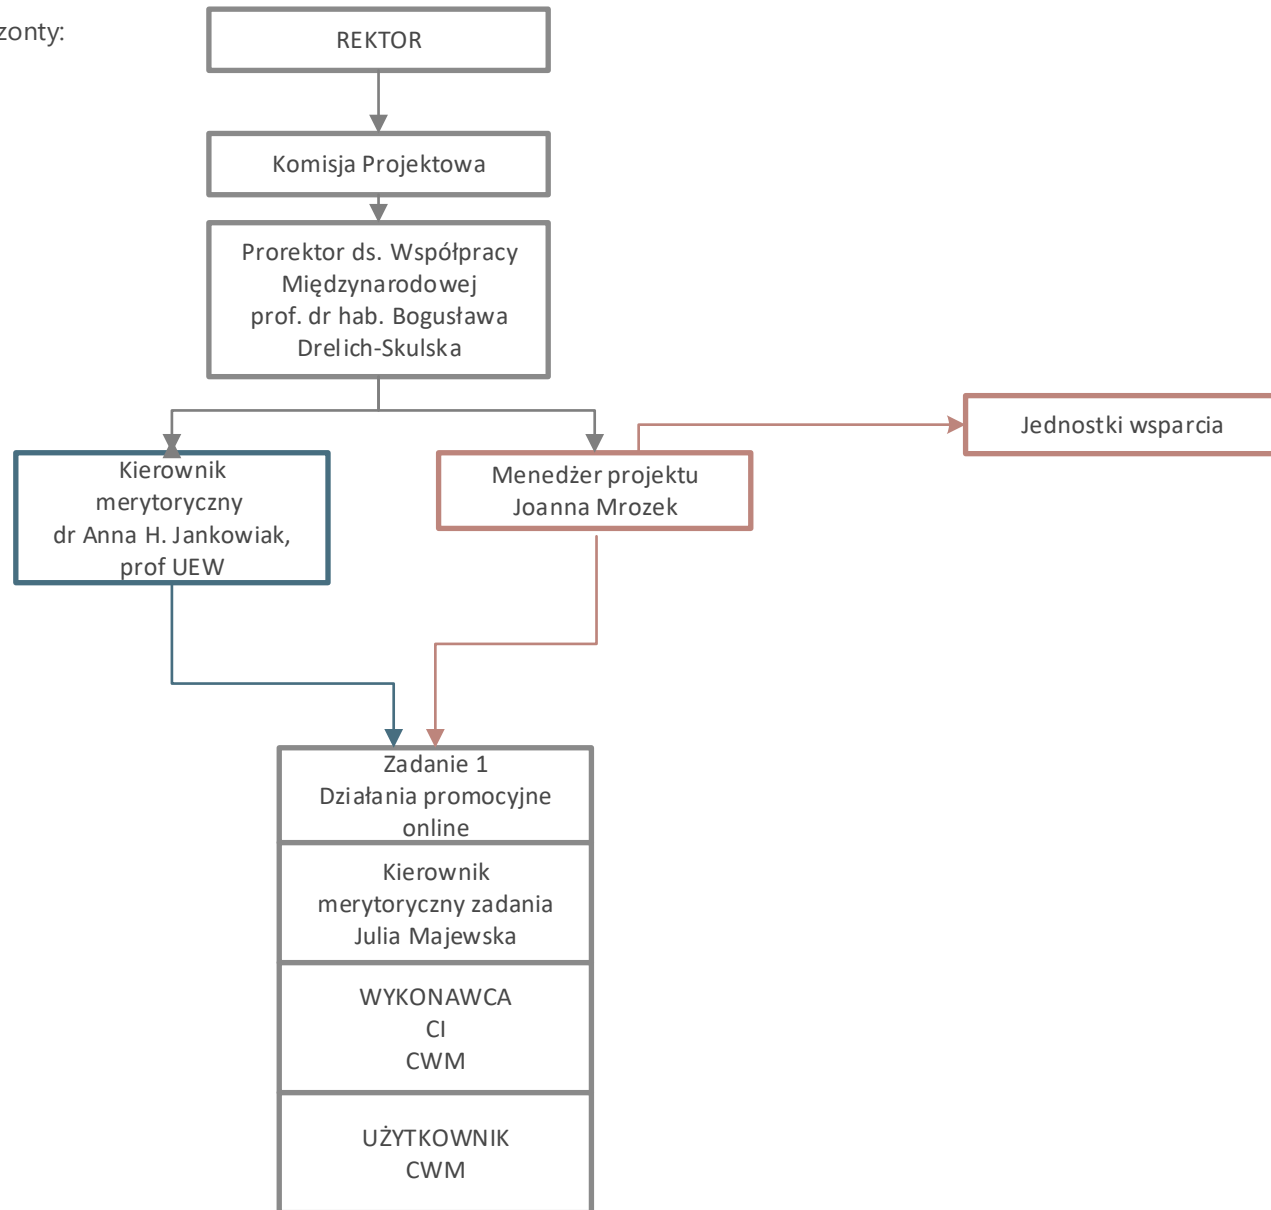 zonty:
REKTOR
Komisja Projektowa
Prorektor ds. Współpracy
Międzynarodowej
prof. dr hab. Bogusława
Drelich-Skulska
Jednostki wsparcia
Kierownik
merytoryczny
dr Anna H. Jankowiak,
prof UEW
Menedżer projektu
Joanna Mrozek
Zadanie 1
Działania promocyjne
online
Kierownik
merytoryczny zadania
Julia Majewska
WYKONAWCA
CI
CWM
UŻYTKOWNIK
CWM